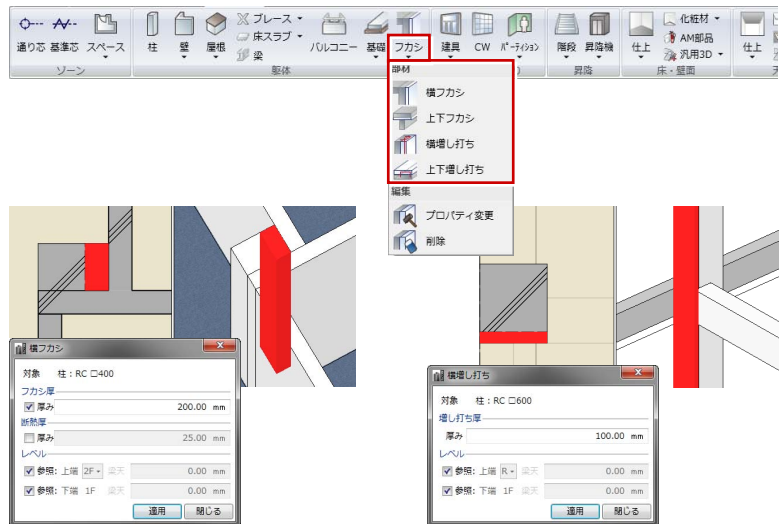 通り芯 基準芯 スペース 柱 壁 屋根 ブレース 床スラブ 梁 バルコニー 基礎 フカシ 建具 CW ﾊﾟｰﾃｨｼｮﾝ 階段 昇降機 仕上 化粧材 AM部品 汎用3D 仕上
ゾーン 躯体 昇降 床・壁面
部材
横フカシ
上下フカシ
横増し打ち
上下増し打ち
編集
プロパティ変更
削除
横フカシ
対象 柱：RC □400
フカシ厚
厚み 200.00 mm
断熱厚
厚み 25.00 mm
レベル
参照: 上端 2F 梁天 0.00 mm
参照: 下端 1F 梁天 0.00 mm
適用 閉じる
横増し打ち
対象 柱：RC □600
増し打ち厚
厚み 100.00 mm
レベル
参照: 上端 R 梁天 0.00 mm
参照: 下端 1F 梁天 0.00 mm
適用 閉じる